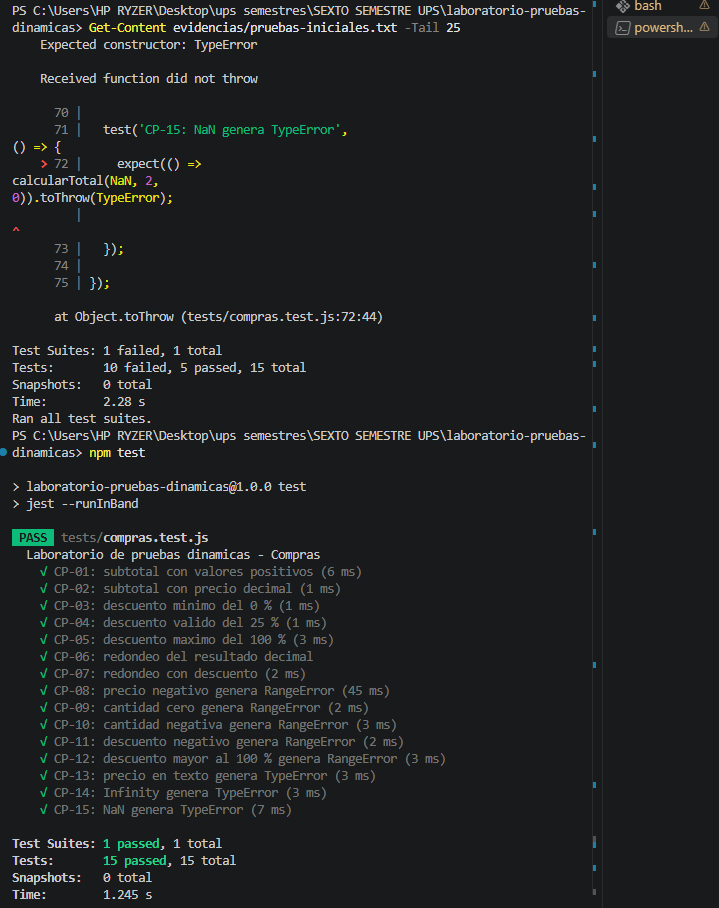 PS C:\Users\HP RYZER\Desktop\ups semestres\SEXTO SEMESTRE UPS\laboratorio-pruebas-
dinamicas> Get-Content evidencias/pruebas-iniciales.txt -Tail 25
Expected constructor: TypeError
Received function did not throw
70 |
71 |   test('CP-15: NaN genera TypeError',
() => {
> 72 |     expect(() =>
calcularTotal(NaN, 2,
0)).toThrow(TypeError);
|
^
73 |   });
74 |
75 | });
at Object.toThrow (tests/compras.test.js:72:44)
Test Suites: 1 failed, 1 total
Tests:       10 failed, 5 passed, 15 total
Snapshots:   0 total
Time:        2.28 s
Ran all test suites.
PS C:\Users\HP RYZER\Desktop\ups semestres\SEXTO SEMESTRE UPS\laboratorio-pruebas-
dinamicas> npm test
> laboratorio-pruebas-dinamicas@1.0.0 test
> jest --runInBand
PASS tests/compras.test.js
Laboratorio de pruebas dinamicas - Compras
√ CP-01: subtotal con valores positivos (6 ms)
√ CP-02: subtotal con precio decimal (1 ms)
√ CP-03: descuento minimo del 0 % (1 ms)
√ CP-04: descuento valido del 25 % (1 ms)
√ CP-05: descuento maximo del 100 % (3 ms)
√ CP-06: redondeo del resultado decimal
√ CP-07: redondeo con descuento (2 ms)
√ CP-08: precio negativo genera RangeError (45 ms)
√ CP-09: cantidad cero genera RangeError (2 ms)
√ CP-10: cantidad negativa genera RangeError (3 ms)
√ CP-11: descuento negativo genera RangeError (2 ms)
√ CP-12: descuento mayor al 100 % genera RangeError (3 ms)
√ CP-13: precio en texto genera TypeError (3 ms)
√ CP-14: Infinity genera TypeError (3 ms)
√ CP-15: NaN genera TypeError (7 ms)
Test Suites: 1 passed, 1 total
Tests:       15 passed, 15 total
Snapshots:   0 total
Time:        1.245 s
bash
powersh...